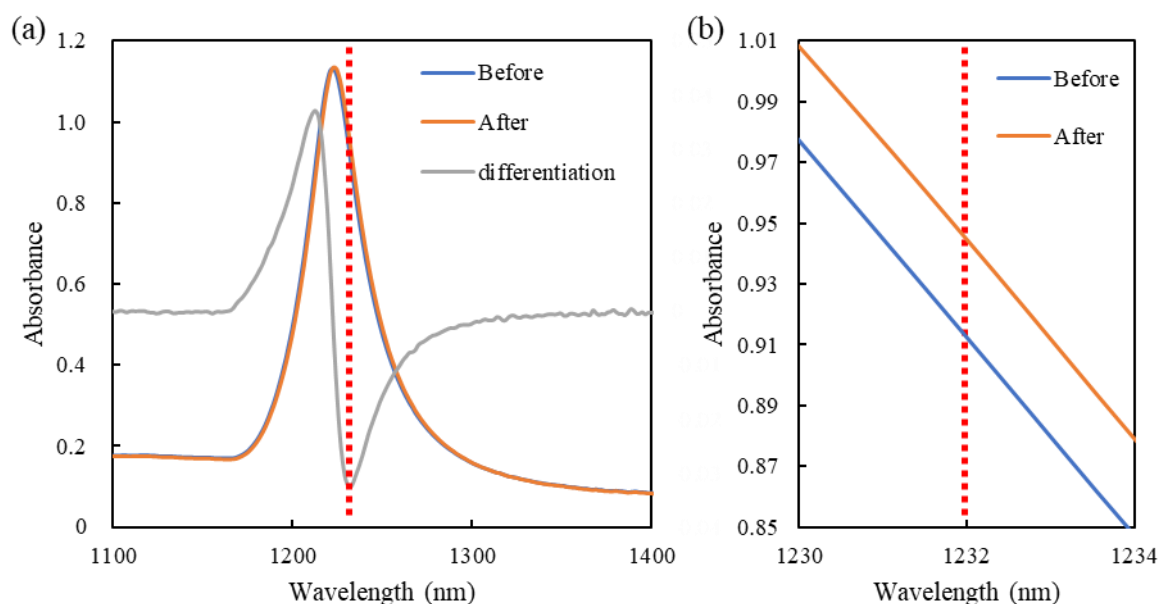 (a)
1.2
1.0
0.8
0.6
0.4
0.2
0
Absorbance
Before
After
differentiation
1100
1200
1300
1400
Wavelength (nm)
(b)
1.01
0.99
0.97
0.95
0.93
0.91
0.89
0.87
0.85
Absorbance
Before
After
1230
1232
1234
Wavelength (nm)